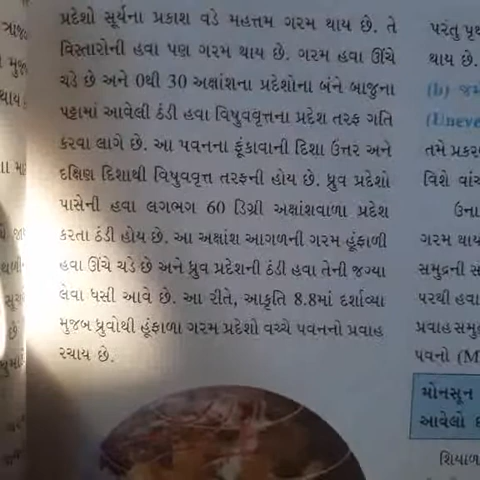 પ્રદેશો સૂર્યના પ્રકાશ વડે મહત્તમ ગરમ થાય છે. તે
વિસ્તારોની હવા પણ ગરમ થાય છે. ગરમ હવા ઊંચે
ચડે છે અને 0થી 30 અક્ષાંશના પ્રદેશોના બંને બાજુના
પટ્ટામાં આવેલી ઠંડી હવા વિષુવવૃત્તના પ્રદેશ તરફ ગતિ
કરવા લાગે છે. આ પવનના ફૂંકાવાની દિશા ઉત્તર અને
દક્ષિણ દિશાથી વિષુવવૃત્ત તરફની હોય છે. ધ્રુવ પ્રદેશો
પાસેની હવા લગભગ 60 ડિગ્રી અક્ષાંશવાળા પ્રદેશ
કરતા ઠંડી હોય છે. આ અક્ષાંશ આગળની ગરમ હૂંફાળી
હવા ઊંચે ચડે છે અને ધ્રુવ પ્રદેશની ઠંડી હવા તેની જગ્યા
લેવા ધસી આવે છે. આ રીતે, આકૃતિ 8.8માં દર્શાવ્યા
મુજબ ધ્રુવોથી હૂંફાળા ગરમ પ્રદેશો વચ્ચે પવનનો પ્રવાહ
રચાય છે.
પરંતુ
થાય છે.
(b)
તમે
વિશે
ગરમ
સમુદ્રની
પરથી હવા
પ્રવાહ
પવનો
મોનસૂન
આવેલો